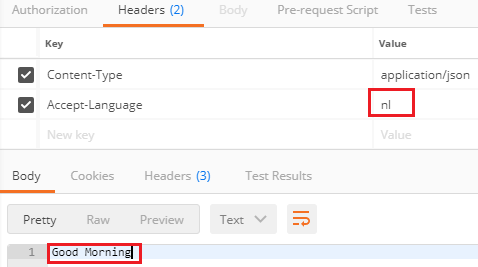 Authorization Headers (2) Body Pre-request Script Tests
Key Value
Content-Type application/json
Accept-Language nl
New key Value
Body Cookies Headers (3) Test Results
Pretty Raw Preview Text
1 Good Morning